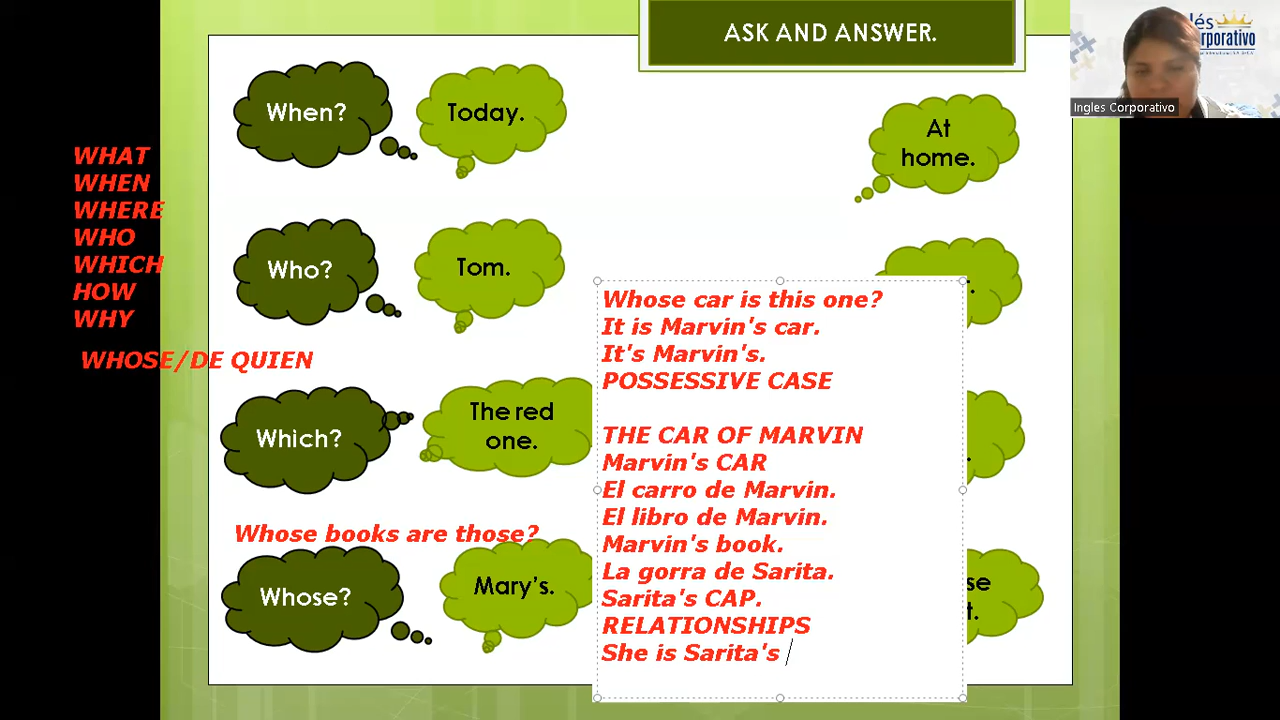 ASK AND ANSWER.
When?
Today.
At
home.
WHAT
WHEN
WHERE
WHO
WHICH
HOW
WHY
WHOSE/DE QUIEN
Who?
Tom.
Which?
The red
one.
Whose books are those?
Whose?
Mary's.
Whose car is this one?
It is Marvin's car.
It's Marvin's.
POSSESSIVE CASE
THE CAR OF MARVIN
Marvin's CAR
El carro de Marvin.
El libro de Marvin.
Marvin's book.
La gorra de Sarita.
Sarita's CAP.
RELATIONSHIPS
She is Sarita's
Ingles Corporativo